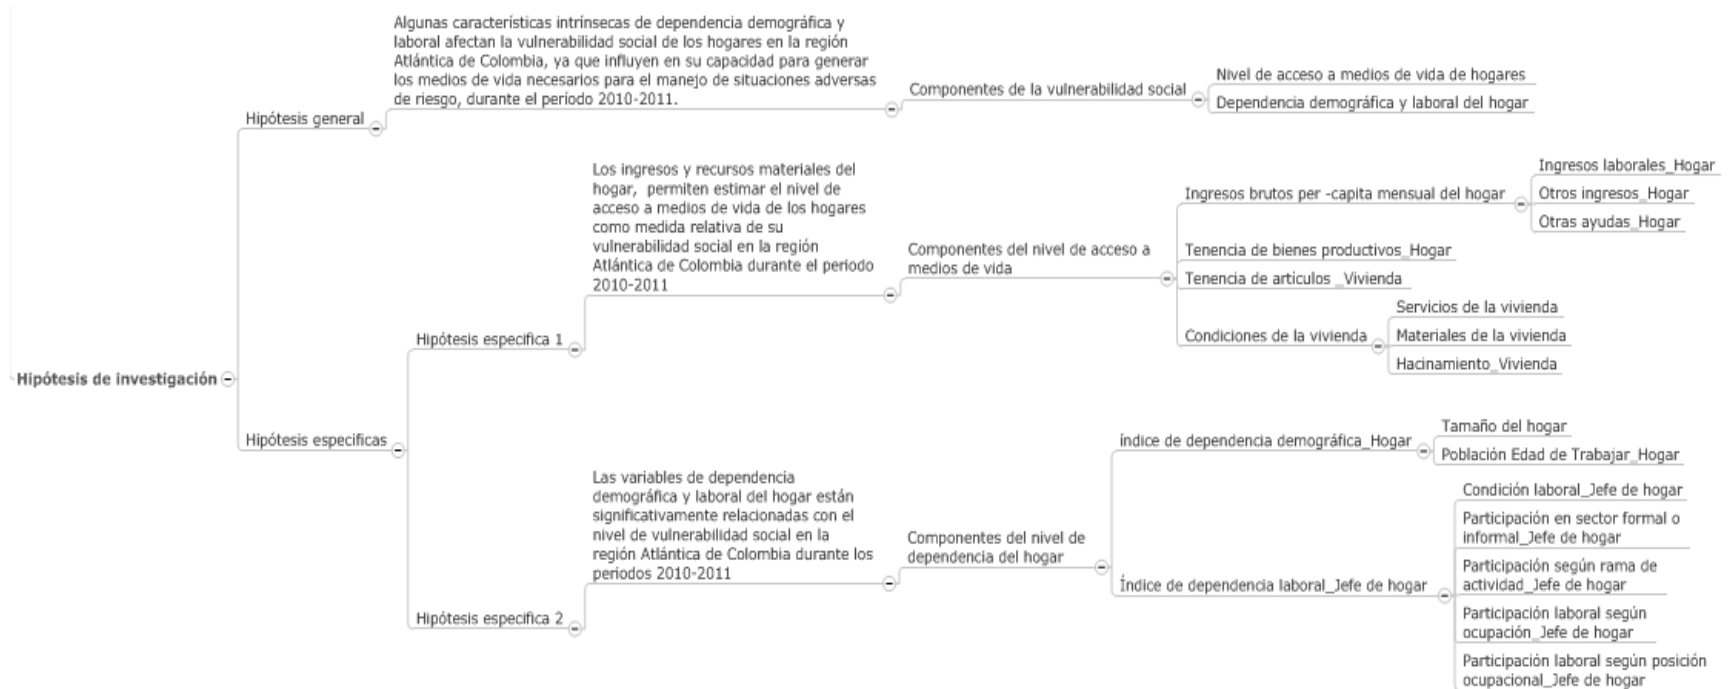 Hipótesis de investigación
Hipótesis general
Algunas características intrínsecas de dependencia demográfica y
laboral afectan la vulnerabilidad social de los hogares en la región
Atlántica de Colombia, ya que influyen en su capacidad para generar
los medios de vida necesarios para el manejo de situaciones adversas
de riesgo, durante el período 2010-2011.
Componentes de la vulnerabilidad social
Nivel de acceso a medios de vida de hogares
Dependencia demográfica y laboral del hogar
Hipótesis especificas
Hipótesis especifica 1
Los ingresos y recursos materiales del
hogar, permiten estimar el nivel de
acceso a medios de vida de los hogares
como medida relativa de su
vulnerabilidad social en la región
Atlántica de Colombia durante el periodo
2010-2011
Componentes del nivel de acceso a
medios de vida
Ingresos brutos per -capita mensual del hogar
Ingresos laborales_Hogar
Otros ingresos_Hogar
Otras ayudas_Hogar
Tenencia de bienes productivos_Hogar
Tenencia de artículos _Vivienda
Condiciones de la vivienda
Servicios de la vivienda
Materiales de la vivienda
Hacinamiento_Vivienda
Hipótesis especifica 2
Las variables de dependencia
demográfica y laboral del hogar están
significativamente relacionadas con el
nivel de vulnerabilidad social en la
región Atlántica de Colombia durante los
periodos 2010-2011
Componentes del nivel de
dependencia del hogar
índice de dependencia demográfica_Hogar
Tamaño del hogar
Población Edad de Trabajar_Hogar
Índice de dependencia laboral_Jefe de hogar
Condición laboral_Jefe de hogar
Participación en sector formal o
informal_Jefe de hogar
Participación según rama de
actividad_Jefe de hogar
Participación laboral según
ocupación_Jefe de hogar
Participación laboral según posición
ocupacional_Jefe de hogar